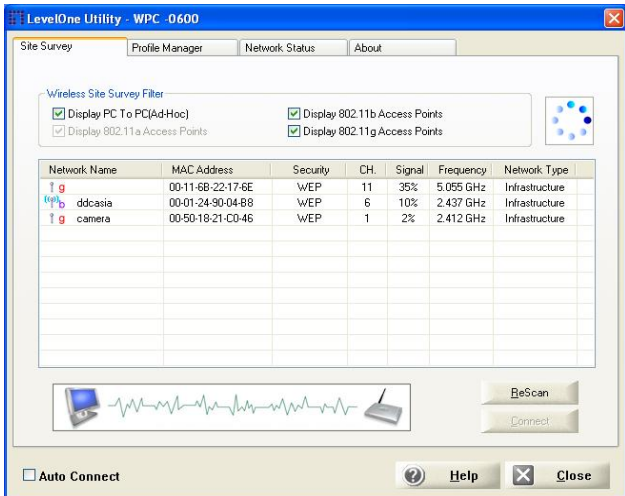 LevelOne Utility - WPC -0600
Site Survey Profile Manager Network Status About
Wireless Site Survey Filter
Display PC To PC(Ad-Hoc) Display 802.11b Access Points
Display 802.11a Access Points Display 802.11g Access Points
Network Name MAC Address Security CH. Signal Frequency Network Type
g 00-11-6B-22-17-6E WEP 11 35% 5.055 GHz Infrastructure
b ddcasia 00-01-24-90-04-B8 WEP 6 10% 2.437 GHz Infrastructure
g camera 00-50-18-21-C0-46 WEP 1 2% 2.412 GHz Infrastructure
ReScan
Connect
Auto Connect Help Close